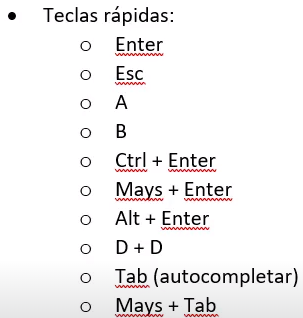 • Teclas rápidas:
o Enter
o Esc
o A
o B
o Ctrl + Enter
o Mays + Enter
o Alt + Enter
o D + D
o Tab (autocompletar)
o Mays + Tab